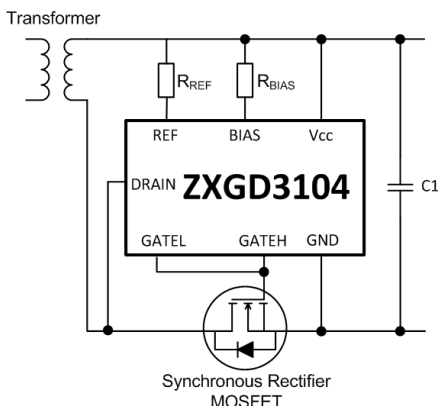 Transformer
RREF
RBIAS
REF BIAS Vcc
DRAIN ZXGD3104
C1
GATEL GATEH GND
Synchronous Rectifier
MOSFET